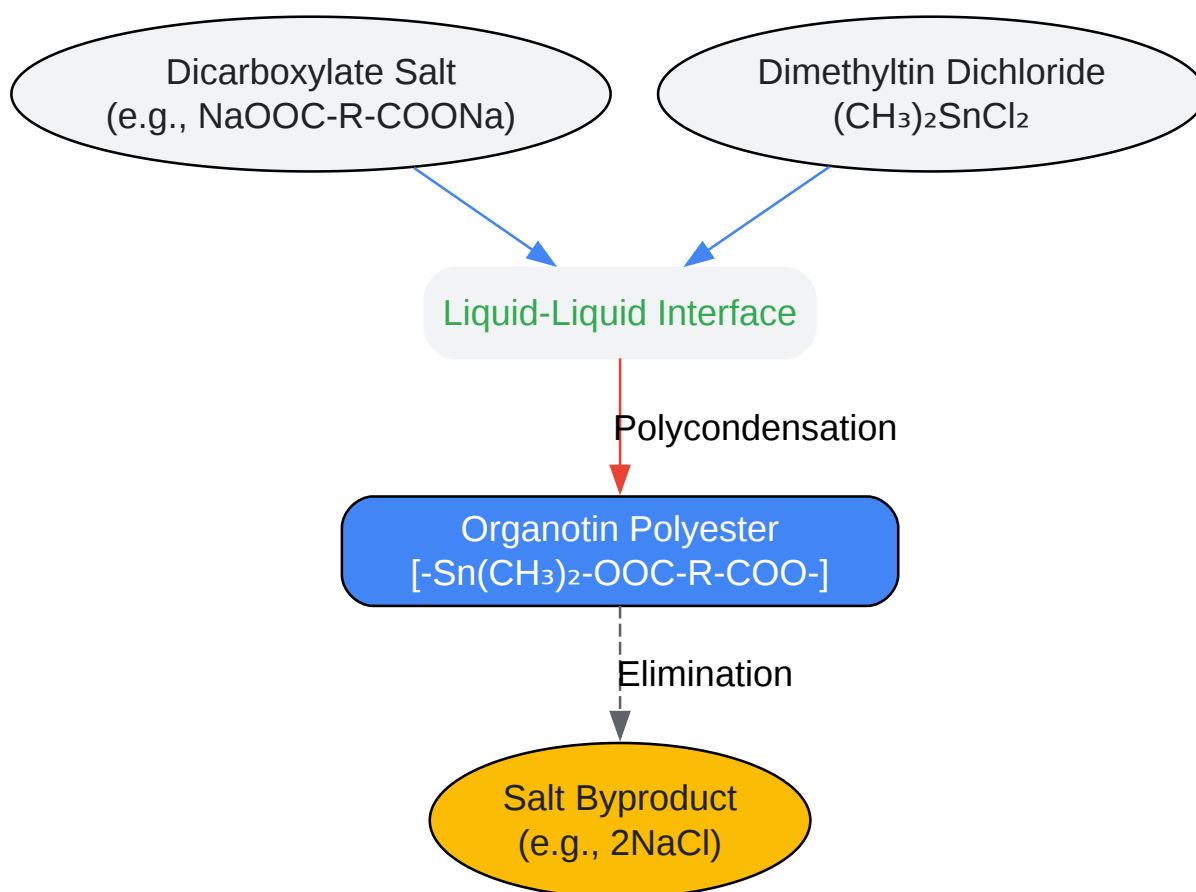 Dicarboxylate Salt
(e.g., NaOOC-R-COONa)
Dimethyltin Dichloride
(CH₃)₂SnCl₂
Liquid-Liquid Interface
Polycondensation
Organotin Polyester
[-Sn(CH₃)₂-OOC-R-COO-]
Elimination
Salt Byproduct
(e.g., 2NaCl)